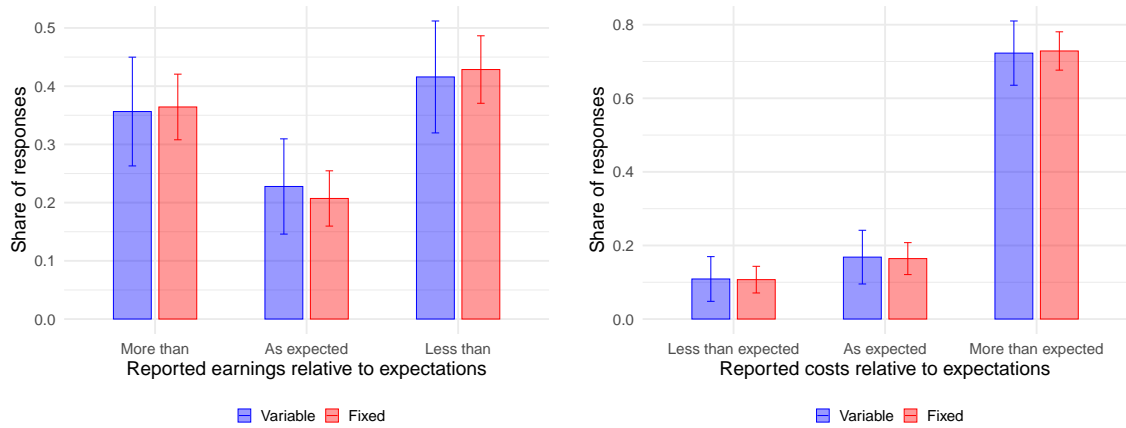 Share of responses
0.5
0.4
0.3
0.2
0.1
0.0
More than As expected Less than
Reported earnings relative to expectations
Variable Fixed
Share of responses
0.8
0.6
0.4
0.2
0.0
Less than expected As expected More than expected
Reported costs relative to expectations
Variable Fixed